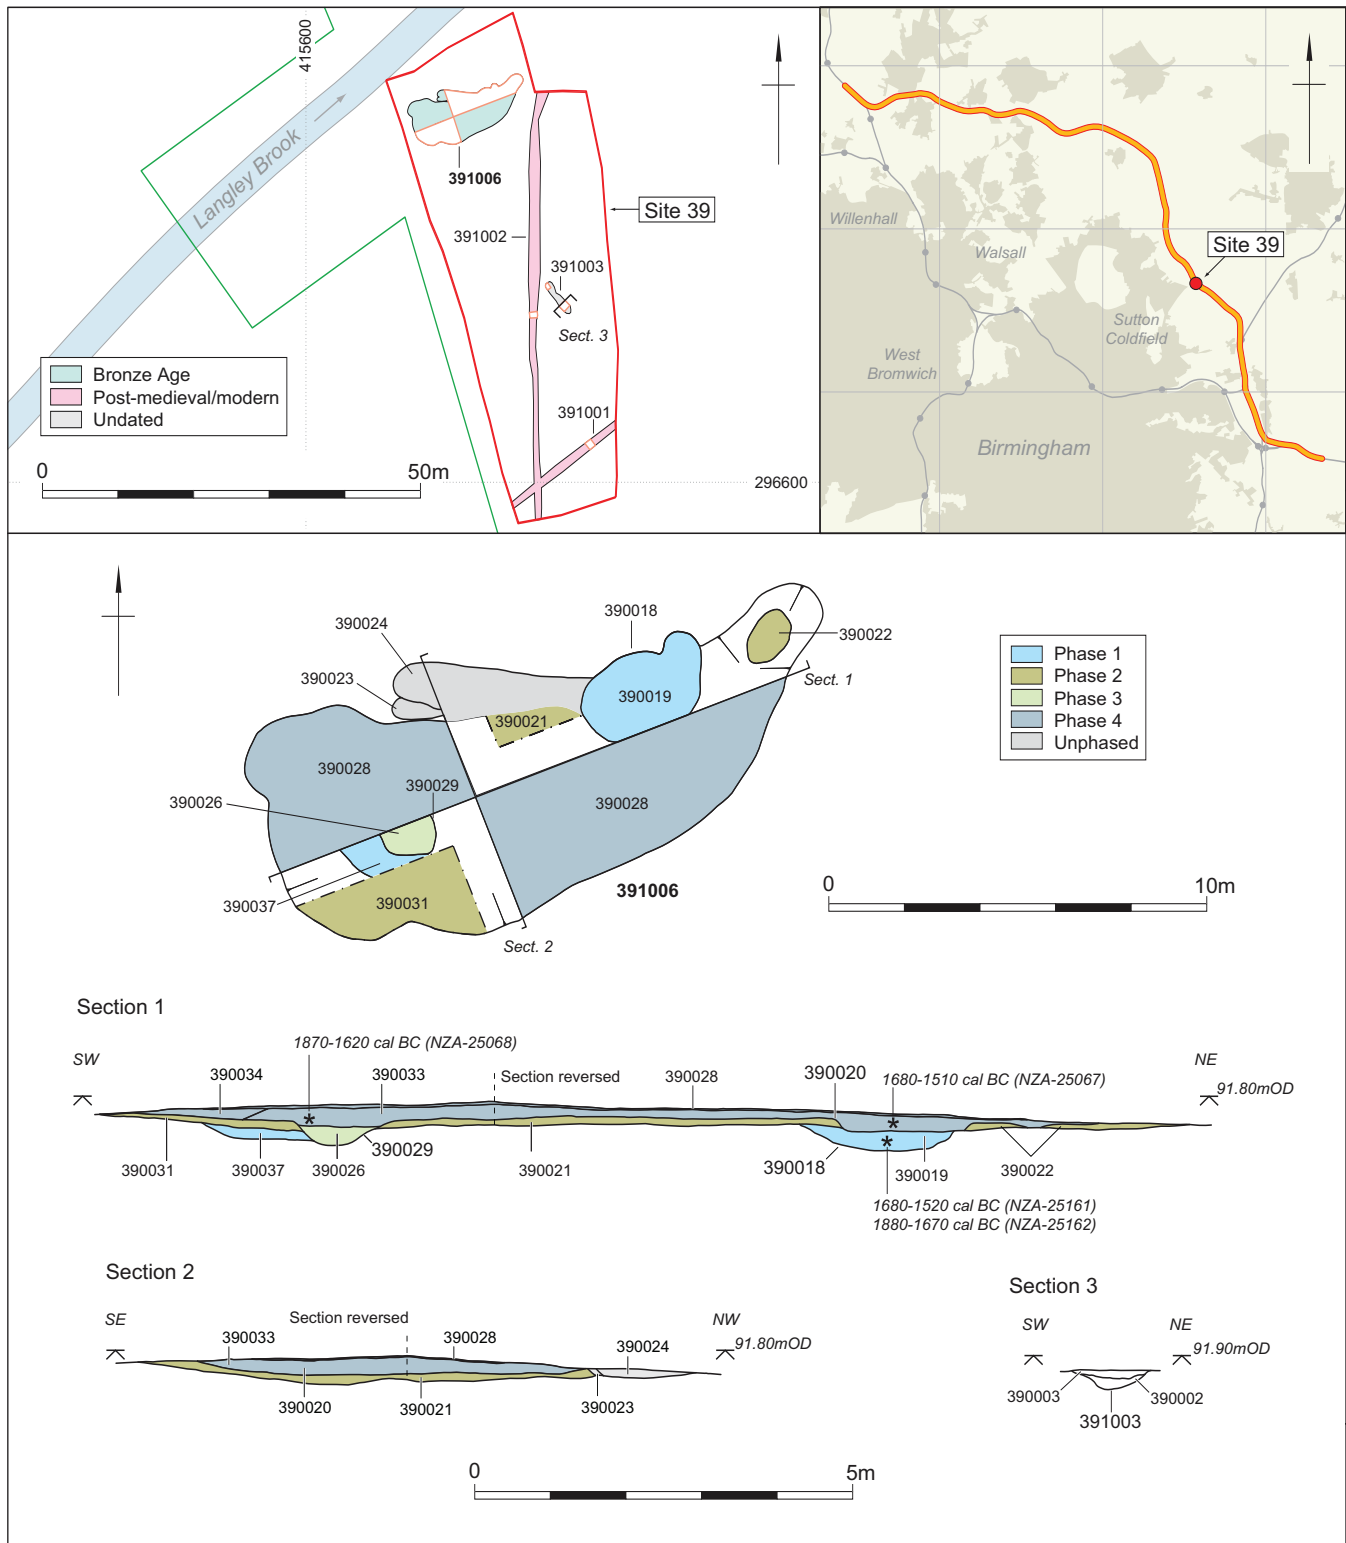 415600
Langley Brook
391006
Site 39
391002
391003
Sect. 3
391001
Bronze Age
Post-medieval/modern
Undated
0
50m
296600
Willenhall
Walsall
Site 39
Sutton
Coldfield
West
Bromwich
Birmingham
390024
390018
390022
390023
390019
Sect. 1
390021
390028
390029
390026
390028
390037
390031
391006
Sect. 2
Phase 1
Phase 2
Phase 3
Phase 4
Unphased
0
10m
Section 1
SW
1870-1620 cal BC (NZA-25068)
NE
390034
390033
Section reversed
390028
390020
1680-1510 cal BC (NZA-25067)
91.80mOD
390031
390037
390026
390029
390021
390018
390019
390022
1680-1520 cal BC (NZA-25161)
1880-1670 cal BC (NZA-25162)
Section 2
SE
Section reversed
NW
390033
390028
390024
91.80mOD
390020
390021
390023
Section 3
SW
NE
91.90mOD
390003
390002
391003
0
5m